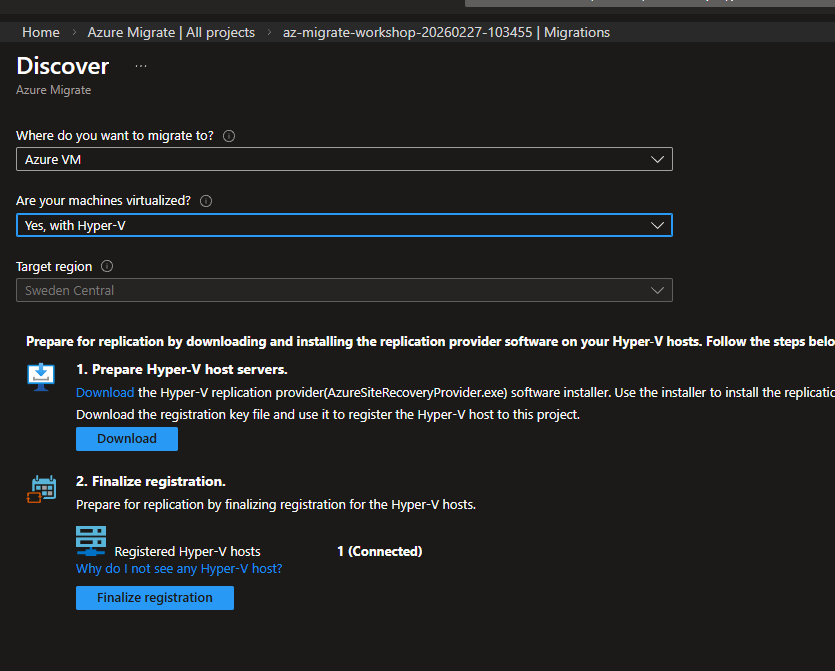 Home > Azure Migrate | All projects > az-migrate-workshop-20260227-103455 | Migrations
Discover ...
Azure Migrate
Where do you want to migrate to?
Azure VM
Are your machines virtualized?
Yes, with Hyper-V
Target region
Sweden Central
Prepare for replication by downloading and installing the replication provider software on your Hyper-V hosts. Follow the steps belo
1. Prepare Hyper-V host servers.
Download the Hyper-V replication provider(AzureSiteRecoveryProvider.exe) software installer. Use the installer to install the replicatio
Download the registration key file and use it to register the Hyper-V host to this project.
Download
2. Finalize registration.
Prepare for replication by finalizing registration for the Hyper-V hosts.
Registered Hyper-V hosts 1 (Connected)
Why do I not see any Hyper-V host?
Finalize registration